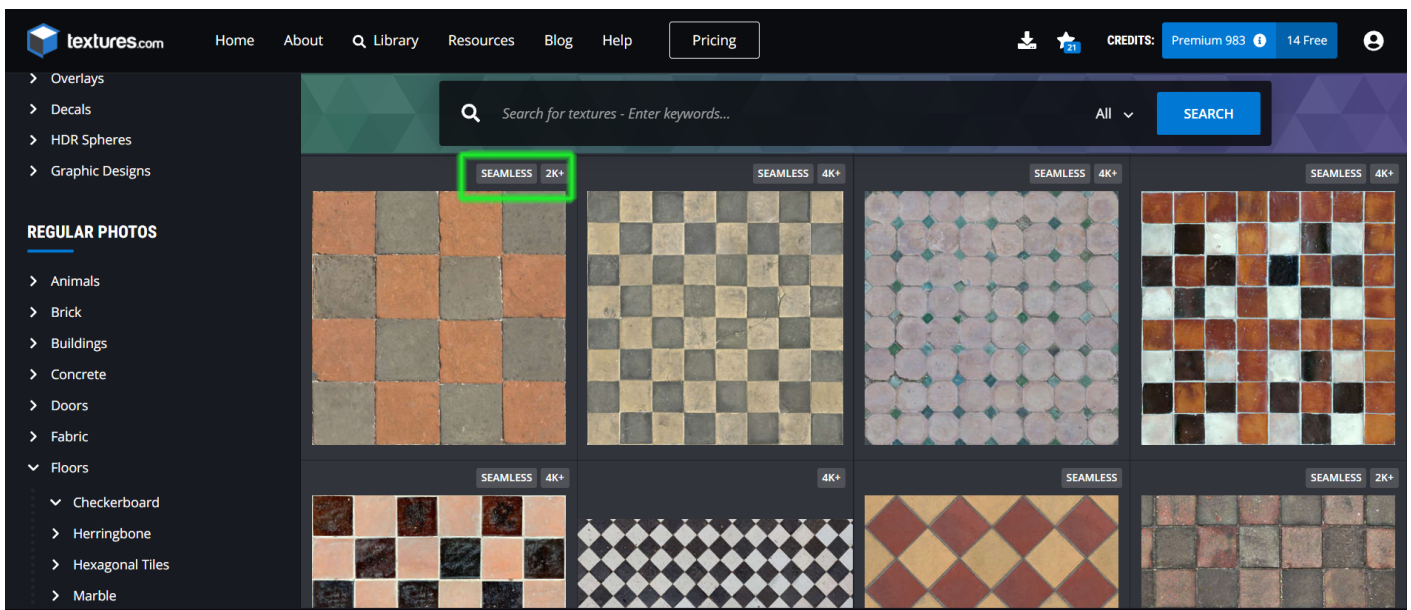 textures.com Home About Library Resources Blog Help Pricing 21 CREDITS: Premium 983 14 Free
Overlays
Decals
HDR Spheres
Graphic Designs
REGULAR PHOTOS
Animals
Brick
Buildings
Concrete
Doors
Fabric
Floors
Checkerboard
Herringbone
Hexagonal Tiles
Marble
Search for textures - Enter keywords... All SEARCH
SEAMLESS 2K+ SEAMLESS 4K+ SEAMLESS 4K+ SEAMLESS 4K+
SEAMLESS 4K+ 4K+ SEAMLESS SEAMLESS 2K+